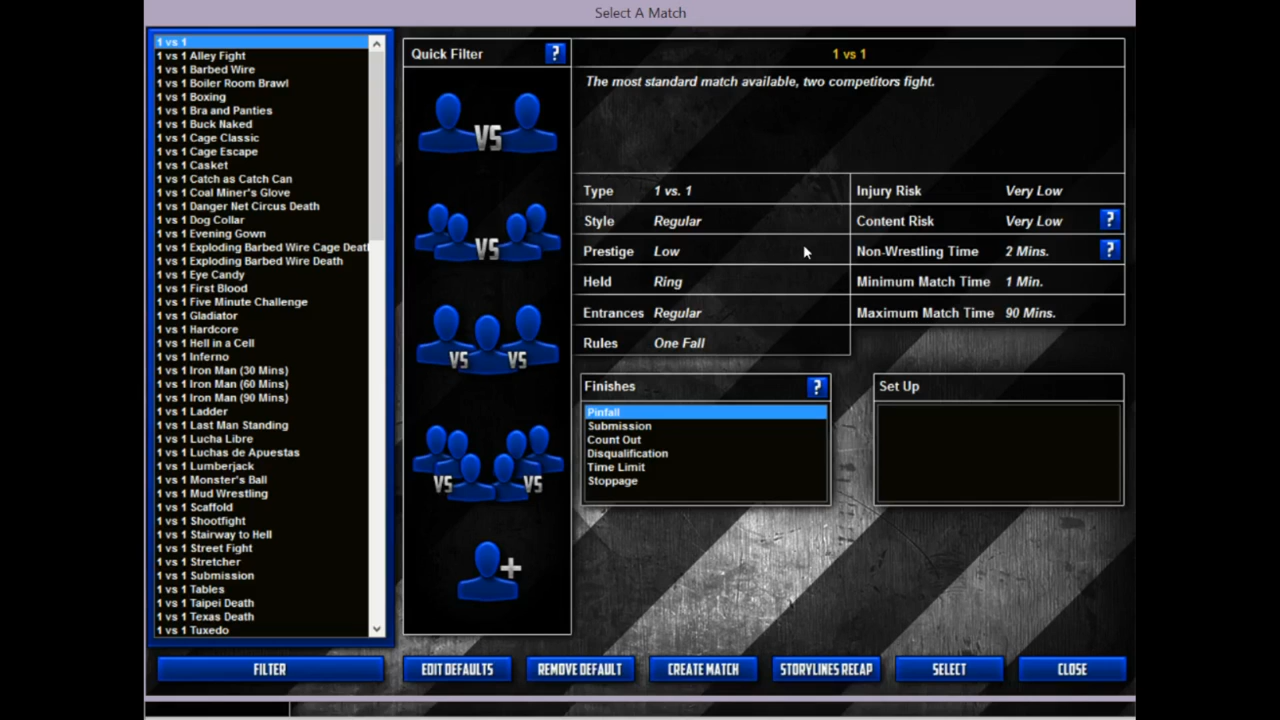 Select A Match
1 vs 1
1 vs 1 Alley Fight
1 vs 1 Barbed Wire
1 vs 1 Boiler Room Brawl
1 vs 1 Boxing
1 vs 1 Bra and Panties
1 vs 1 Buck Naked
1 vs 1 Cage Classic
1 vs 1 Cage Escape
1 vs 1 Casket
1 vs 1 Catch as Catch Can
1 vs 1 Coal Miner's Glove
1 vs 1 Danger Net Circus Death
1 vs 1 Dog Collar
1 vs 1 Evening Gown
1 vs 1 Exploding Barbed Wire Cage Deat
1 vs 1 Exploding Barbed Wire Death
1 vs 1 Eye Candy
1 vs 1 First Blood
1 vs 1 Five Minute Challenge
1 vs 1 Gladiator
1 vs 1 Hardcore
1 vs 1 Hell in a Cell
1 vs 1 Inferno
1 vs 1 Iron Man (30 Mins)
1 vs 1 Iron Man (60 Mins)
1 vs 1 Iron Man (90 Mins)
1 vs 1 Ladder
1 vs 1 Last Man Standing
1 vs 1 Lucha Libre
1 vs 1 Luchas de Apuestas
1 vs 1 Lumberjack
1 vs 1 Monster's Ball
1 vs 1 Mud Wrestling
1 vs 1 Scaffold
1 vs 1 Shootfight
1 vs 1 Stairway to Hell
1 vs 1 Street Fight
1 vs 1 Stretcher
1 vs 1 Submission
1 vs 1 Tables
1 vs 1 Taipei Death
1 vs 1 Texas Death
1 vs 1 Tuxedo
Quick Filter ?
VS
VS
VS VS
VS VS
+
1 vs 1
The most standard match available, two competitors fight.
Type 1 vs. 1
Style Regular
Prestige Low
Held Ring
Entrances Regular
Rules One Fall
Injury Risk Very Low
Content Risk Very Low ?
Non-Wrestling Time 2 Mins. ?
Minimum Match Time 1 Min.
Maximum Match Time 90 Mins.
Finishes ?
Pinfall
Submission
Count Out
Disqualification
Time Limit
Stoppage
Set Up
FILTER
EDIT DEFAULTS
REMOVE DEFAULT
CREATE MATCH
STORYLINES RECAP
SELECT
CLOSE